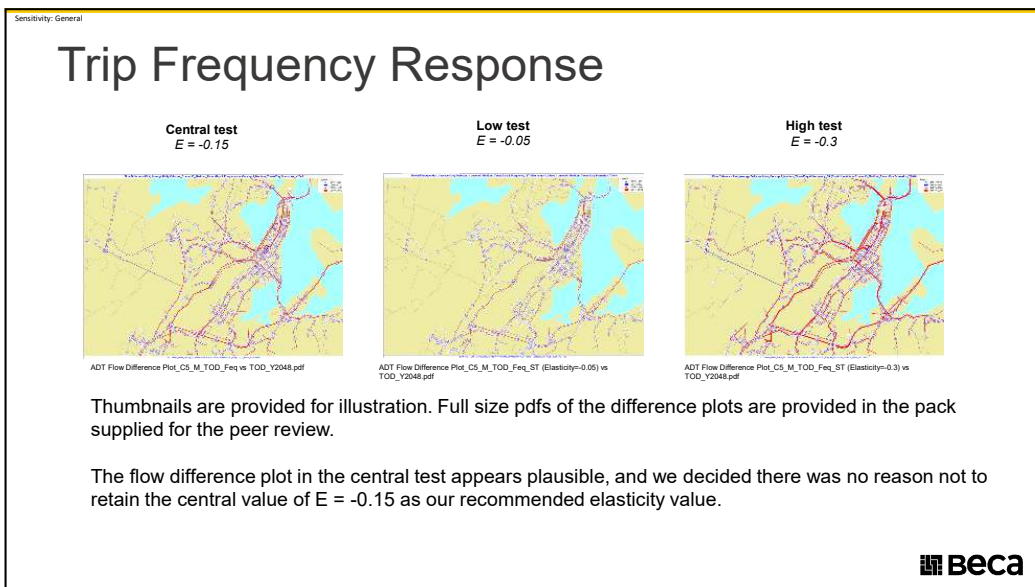 Sensitivity: General
Trip Frequency Response
Central test
E = -0.15
Low test
E = -0.05
High test
E = -0.3
ADT Flow Difference Plot_C5_M_TOD_Feq vs TOD_Y2048.pdf
ADT Flow Difference Plot_C5_M_TOD_Feq_ST (Elasticity=-0.05) vs
TOD_Y2048.pdf
ADT Flow Difference Plot_C5_M_TOD_Feq_ST (Elasticity=-0.3) vs
TOD_Y2048.pdf
Thumbnails are provided for illustration. Full size pdfs of the difference plots are provided in the pack
supplied for the peer review.
The flow difference plot in the central test appears plausible, and we decided there was no reason not to
retain the central value of E = -0.15 as our recommended elasticity value.
Beca